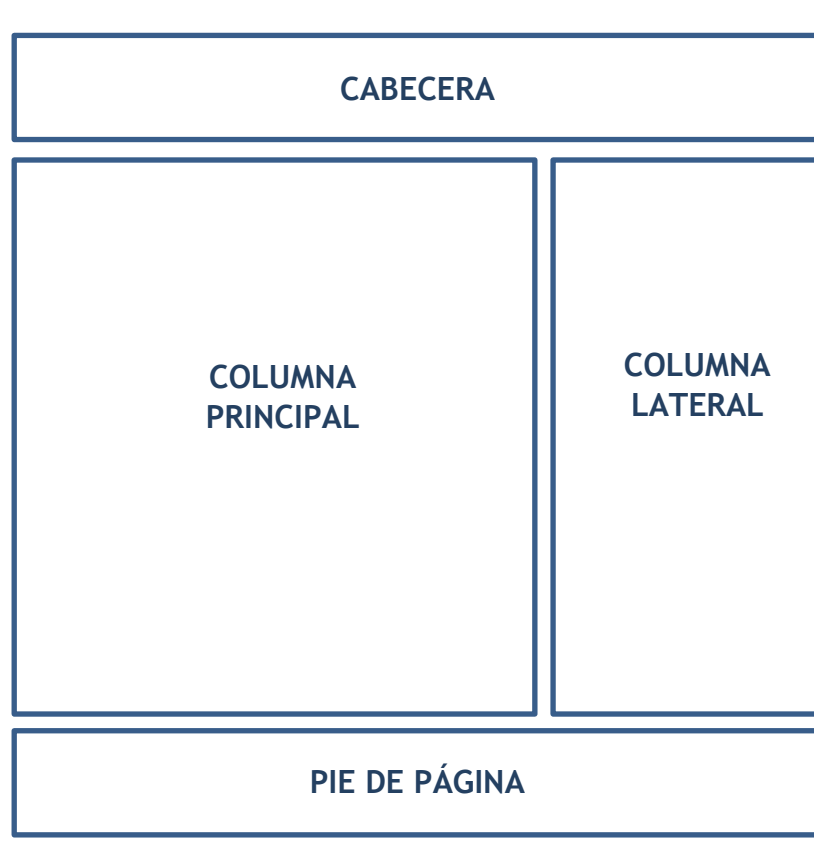 CABECERA
COLUMNA
PRINCIPAL
COLUMNA
LATERAL
PIE DE PÁGINA